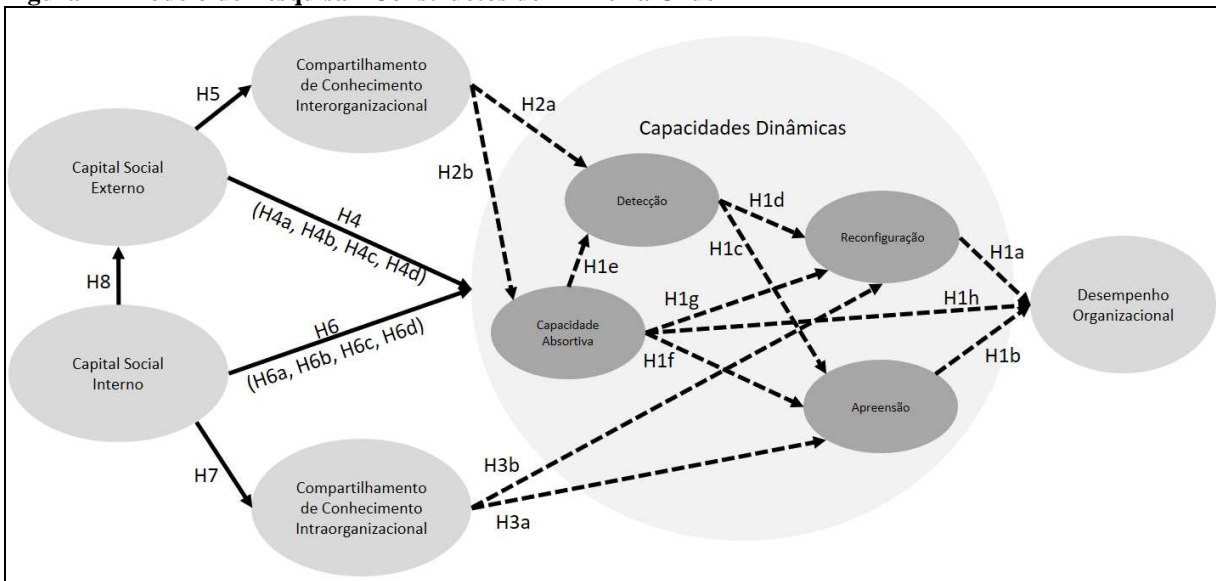 Compartilhamento
de Conhecimento
Interorganizacional
H5
H2a
Capacidades Dinâmicas
Capital Social
Externo
H2b
Detecção
H1d
H4
(H4a, H4b, H4c, H4d)
H1c
Reconfiguração
H1a
H8
H1e
H1g
H1h
Desempenho
Organizacional
H6
(H6a, H6b, H6c, H6d)
Capacidade
Absortiva
H1f
H1b
Capital Social
Interno
Apreensão
H7
H3b
Compartilhamento
de Conhecimento
Intraorganizacional
H3a